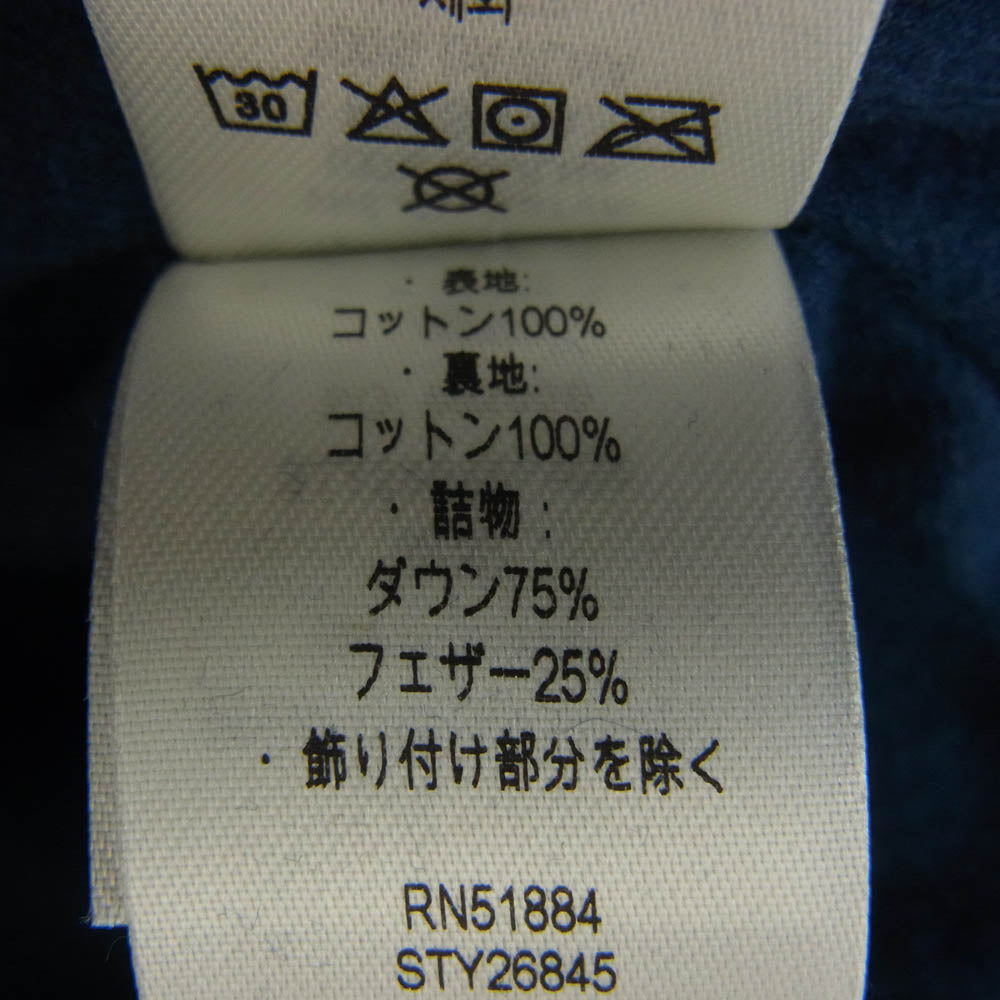 30
・表地:
コットン100%
・裏地:
コットン100%
・詰物:
ダウン75%
フェザー25%
・飾り付け部分を除く
RN51884
STY26845